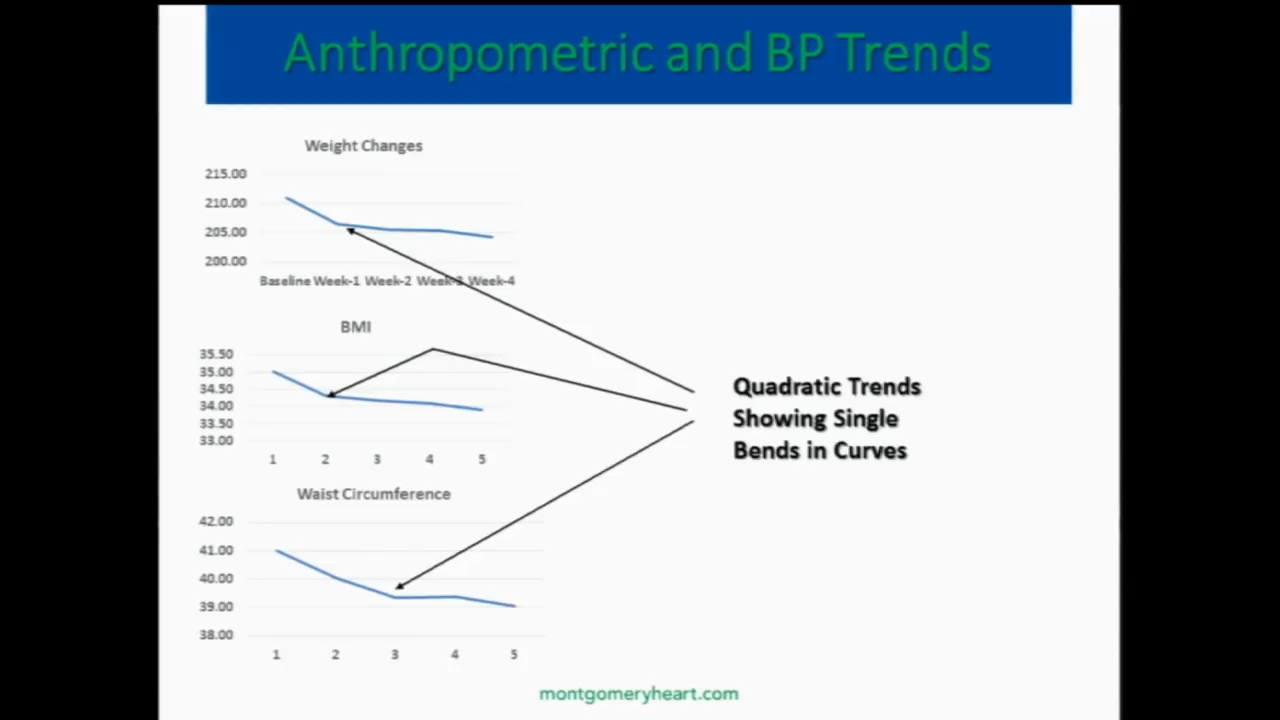 Anthropometric and BP Trends
Weight Changes
215.00
210.00
205.00
200.00
Baseline Week-1 Week-2 Week-3 Week-4
BMI
35.50
35.00
34.50
34.00
33.50
33.00
1 2 3 4 5
Quadratic Trends
Showing Single
Bends in Curves
Waist Circumference
42.00
41.00
40.00
39.00
38.00
1 2 3 4 5
montgomeryheart.com